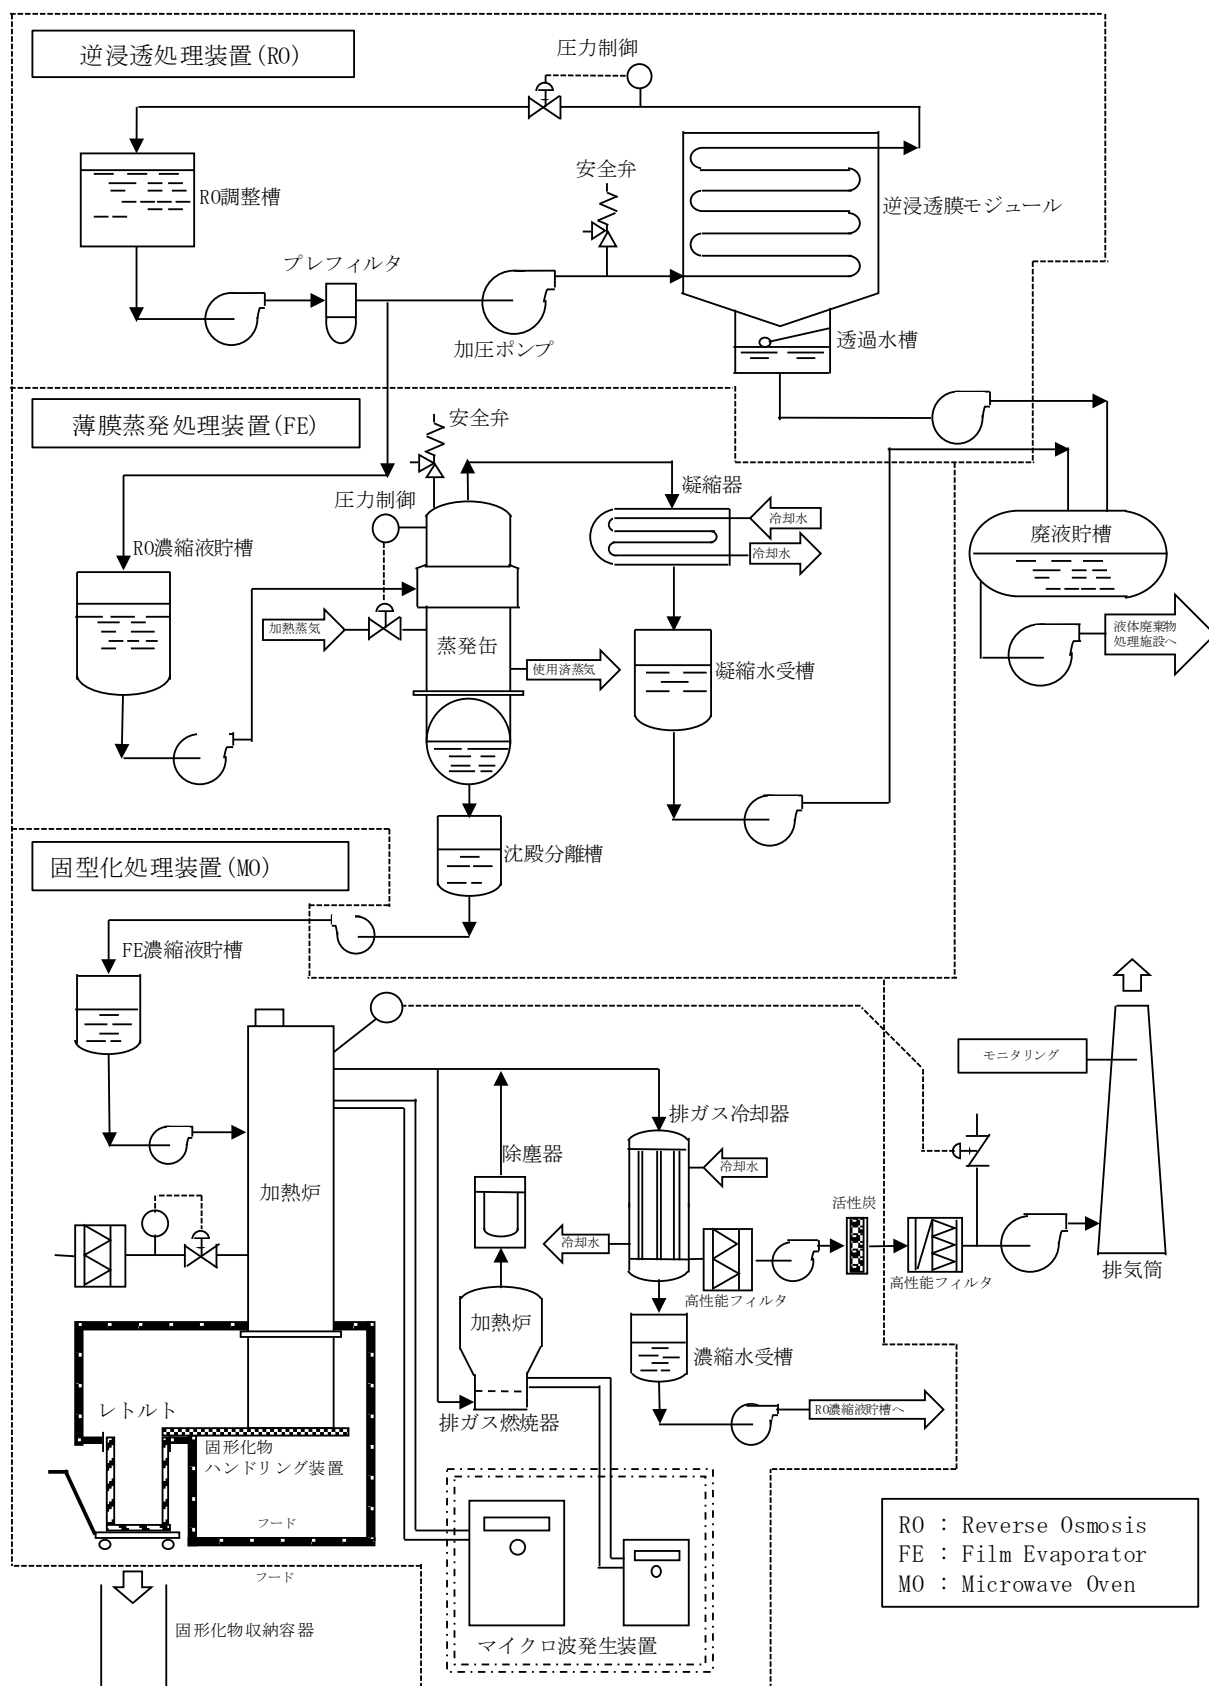 逆浸透処理装置(RO)
圧力制御
安全弁
RO調整槽
逆浸透膜モジュール
プレフィルタ
加圧ポンプ
透過水槽
薄膜蒸発処理装置(FE)
安全弁
圧力制御
凝縮器
冷却水
冷却水
RO濃縮液貯槽
廃液貯槽
加熱蒸気
蒸発缶
使用済蒸気
凝縮水受槽
液体廃棄物
処理施設へ
沈殿分離槽
固型化処理装置(MO)
FE濃縮液貯槽
モニタリング
排ガス冷却器
除塵器
冷却水
加熱炉
活性炭
冷却水
高性能フィルタ
高性能フィルタ
排気筒
加熱炉
濃縮水受槽
レトルト
排ガス燃焼器
RO濃縮液貯槽へ
固形化物
ハンドリング装置
フード
フード
固形化物収納容器
マイクロ波発生装置
RO : Reverse Osmosis
FE : Film Evaporator
MO : Microwave Oven